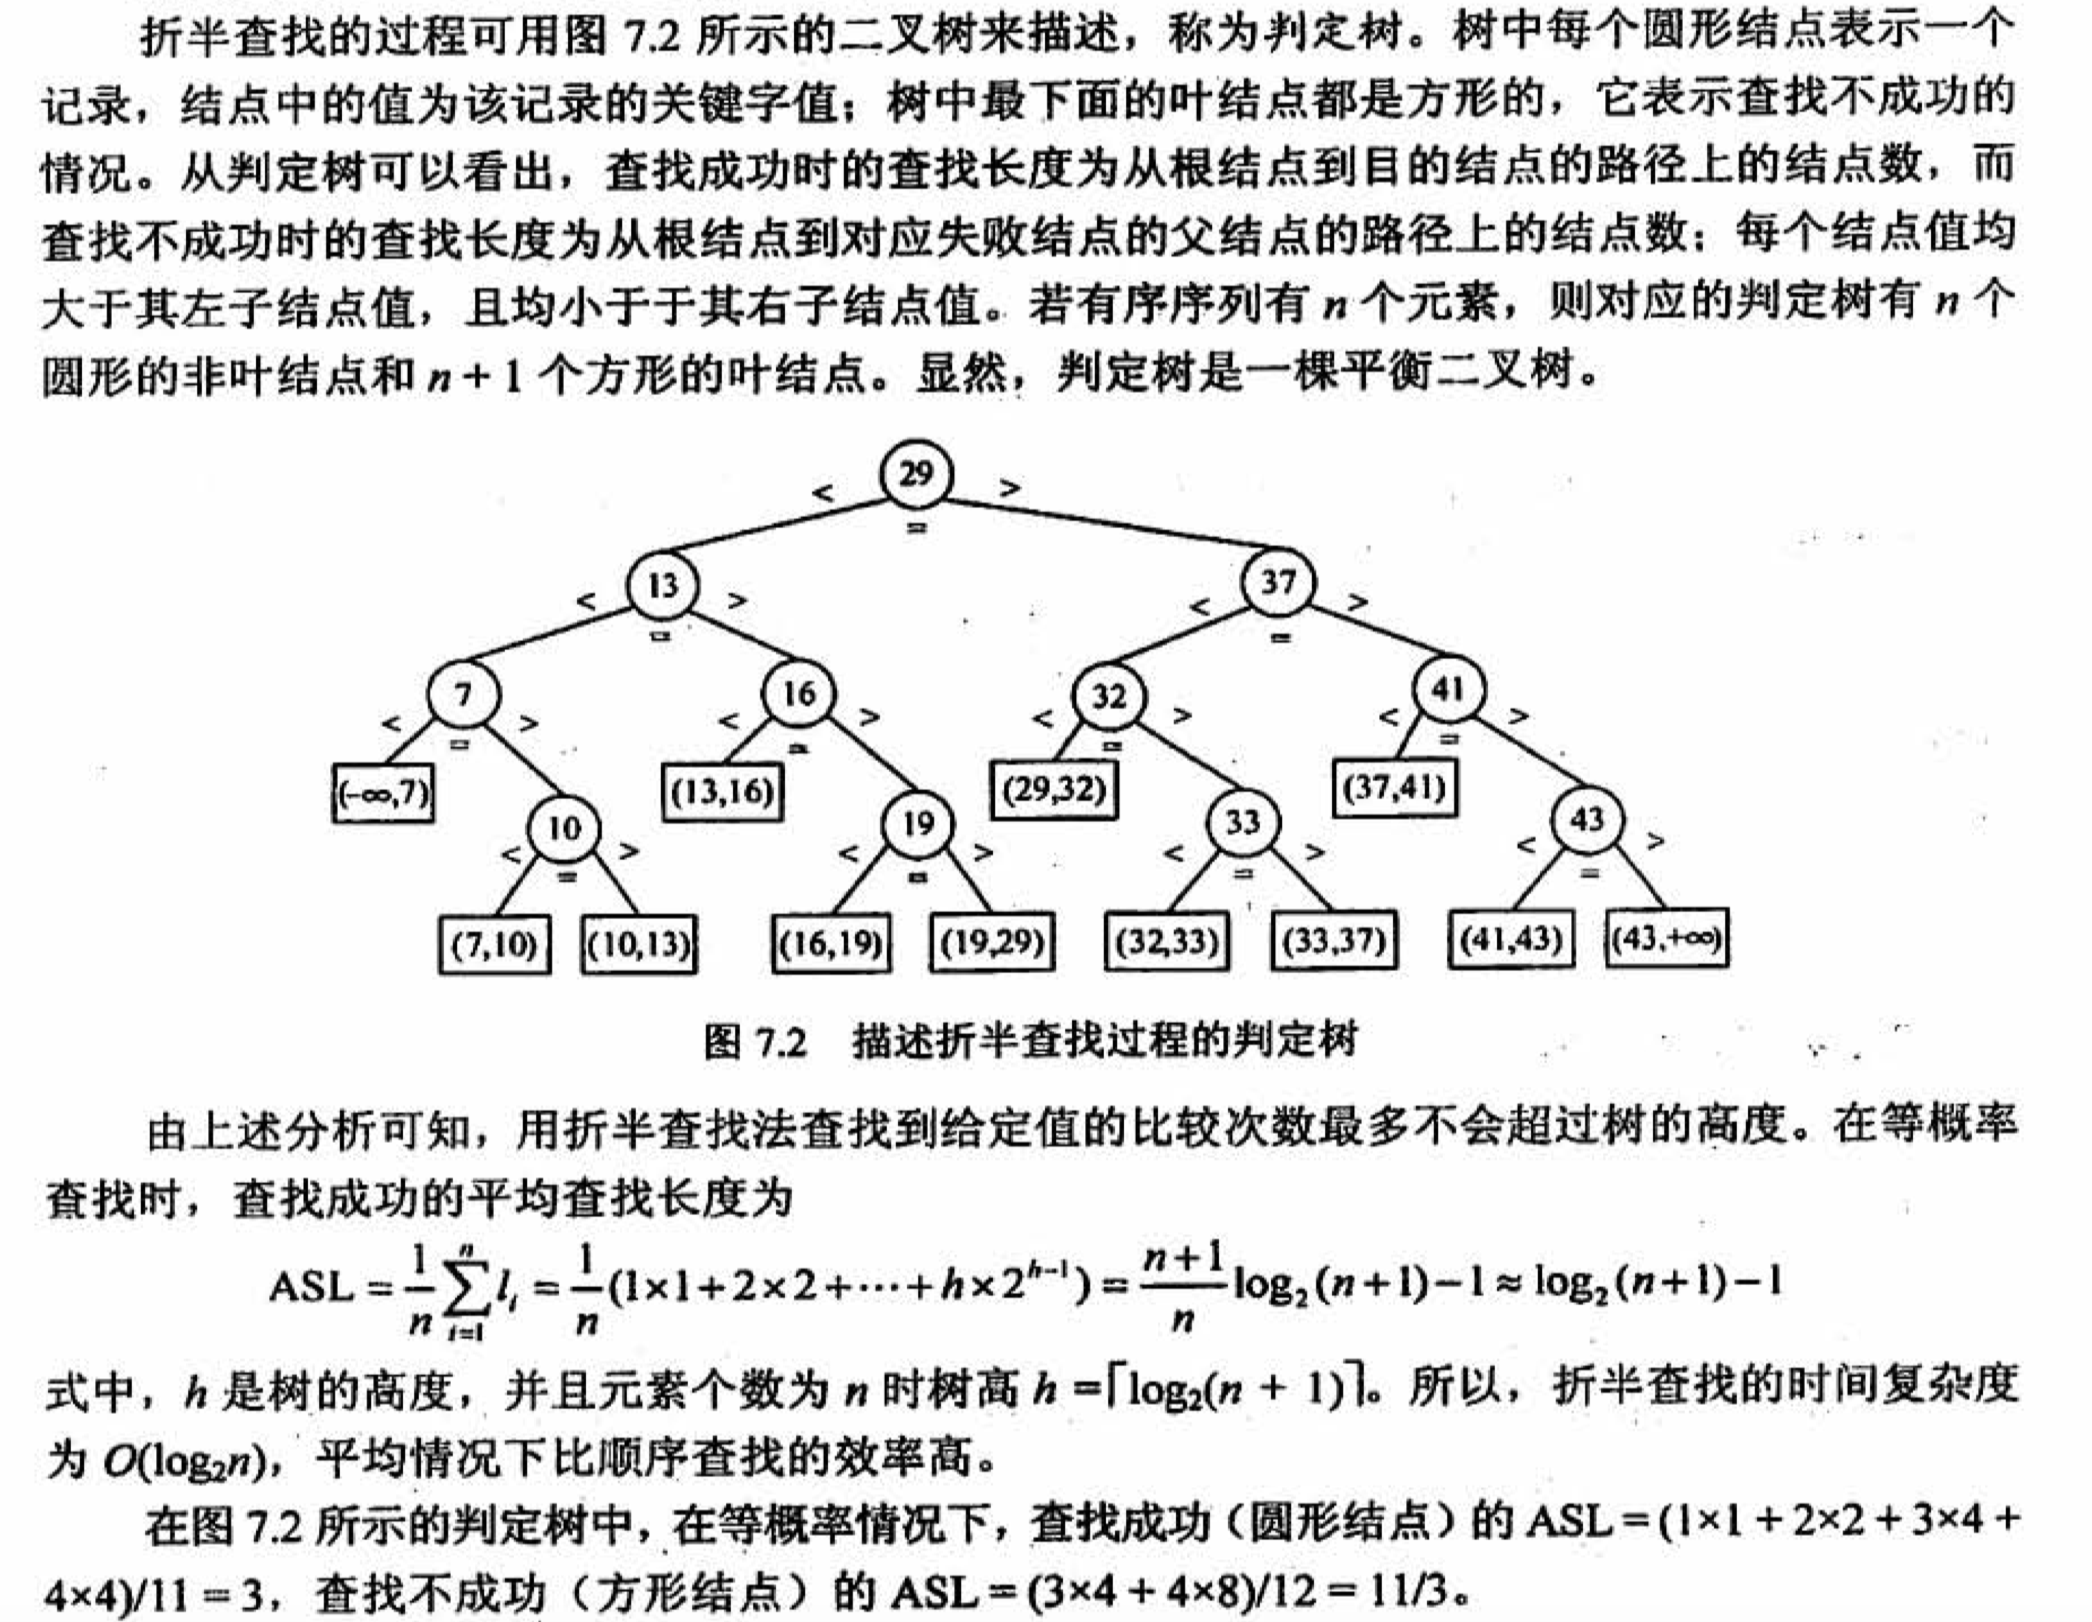 折半查找的过程可用图 7.2 所示的二叉树来描述，称为判定树。树中每个圆形结点表示一个
记录，结点中的值为该记录的关键字值；树中最下面的叶结点都是方形的，它表示查找不成功的
情况。从判定树可以看出，查找成功时的查找长度为从根结点到目的结点的路径上的结点数，而
查找不成功时的查找长度为从根结点到对应失败结点的父结点的路径上的结点数；每个结点值均
大于其左子结点值，且均小于于其右子结点值。若有序序列有 n 个元素，则对应的判定树有 n 个
圆形的非叶结点和 n + 1 个方形的叶结点。显然，判定树是一棵平衡二叉树。
29
< >
=
13 37
< > < >
= =
7 16 32 41
< > < > < > < >
= = = =
(-∞,7) (13,16) (29,32) (37,41)
10 19 33 43
< > < > < > < >
= = = =
(7,10) (10,13) (16,19) (19,29) (32,33) (33,37) (41,43) (43,+∞)
图 7.2 描述折半查找过程的判定树
由上述分析可知，用折半查找法查找到给定值的比较次数最多不会超过树的高度。在等概率
查找时，查找成功的平均查找长度为
ASL = \frac{1}{n}\sum_{i=1}^{n} l_i = \frac{1}{n}(1×1+2×2+⋯+h×2^{h-1}) = \frac{n+1}{n}log₂(n+1)−1 ≈ log₂(n+1)−1
式中，h 是树的高度，并且元素个数为 n 时树高 h =⌈log₂(n + 1)⌉。所以，折半查找的时间复杂度
为 O(log₂n)，平均情况下比顺序查找的效率高。
在图 7.2 所示的判定树中，在等概率情况下，查找成功（圆形结点）的 ASL = (1×1 + 2×2 + 3×4 +
4×4)/11 = 3，查找不成功（方形结点）的 ASL = (3×4 + 4×8)/12 = 11/3。